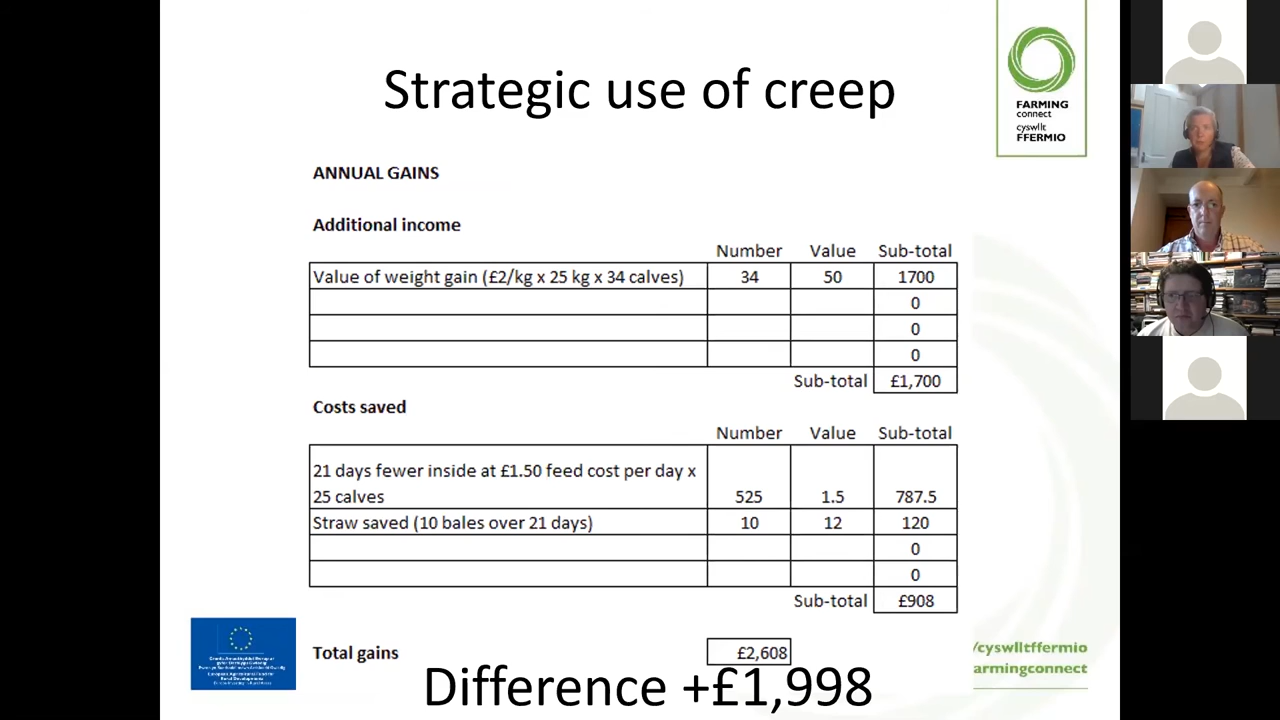 Strategic use of creep
FARMING
connect
cyswllt
FFERMIO
ANNUAL GAINS
Additional income
Number Value Sub-total
Value of weight gain (£2/kg x 25 kg x 34 calves) 34 50 1700
0
0
0
Sub-total £1,700
Costs saved
Number Value Sub-total
21 days fewer inside at £1.50 feed cost per day x
25 calves 525 1.5 787.5
Straw saved (10 bales over 21 days) 10 12 120
0
0
Sub-total £908
Total gains £2,608
/cyswlltffermio
armingconnect
Difference +£1,998